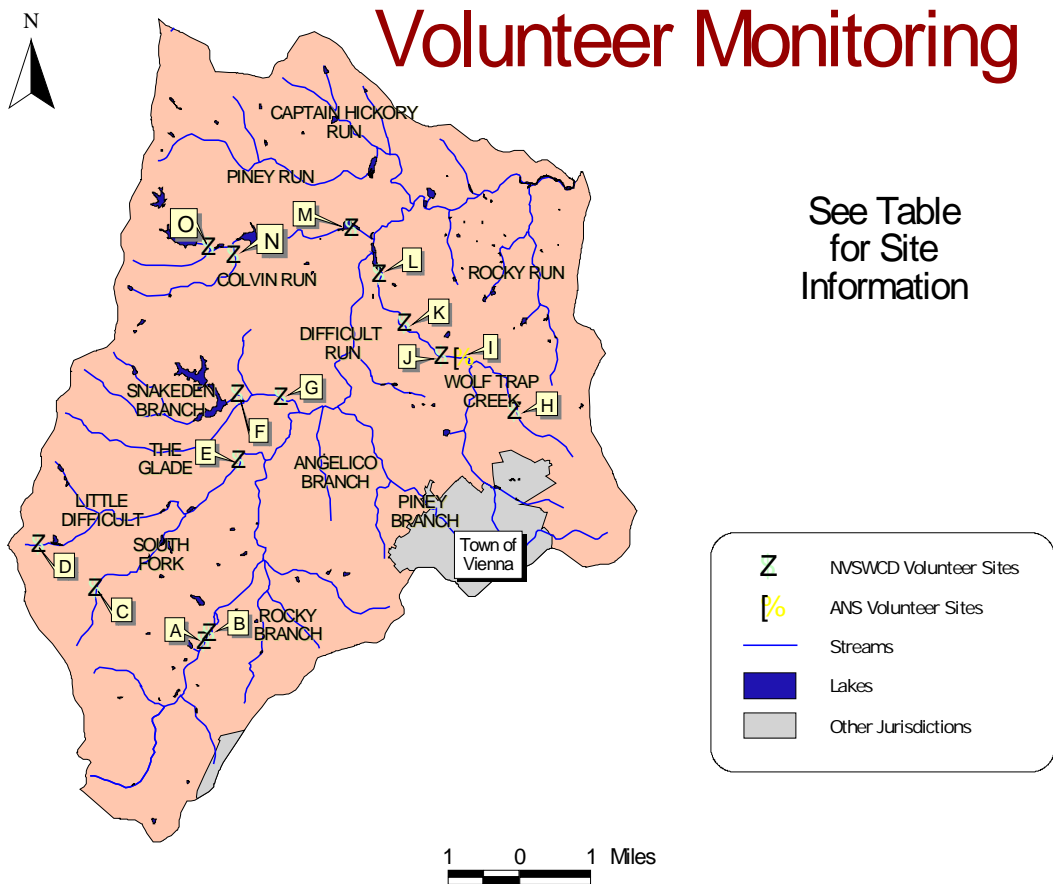 Volunteer Monitoring
N
CAPTAIN HICKORY
RUN
PINEY RUN
See Table
for Site
Information
O
N
M
Z
Z
Z
COLVIN RUN
L
Z
ROCKY RUN
K
Z
DIFFICULT
RUN
J
Z
[%
I
WOLF TRAP
CREEK
Z
H
SNAKEDEN
BRANCH
Z
Z
G
F
THE
GLADE
E
Z
ANGELICO
BRANCH
LITTLE
DIFFICULT
PINEY
BRANCH
Town of
Vienna
SOUTH
FORK
Z
D
Z
C
A
Z
Z
B
ROCKY
BRANCH
Z NVSWCD Volunteer Sites
[% ANS Volunteer Sites
Streams
Lakes
Other Jurisdictions
1 0 1 Miles